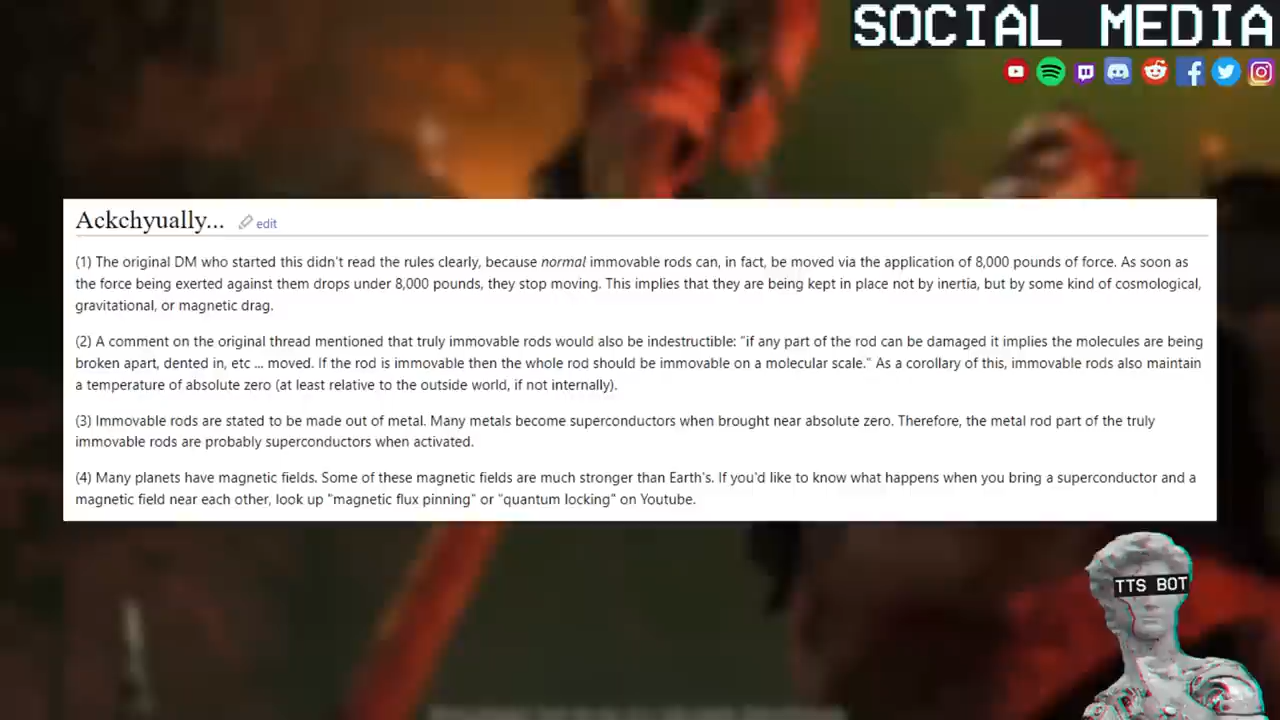 SOCIAL MEDIA
Ackchyually... edit
(1) The original DM who started this didn't read the rules clearly, because normal immovable rods can, in fact, be moved via the application of 8,000 pounds of force. As soon as
the force being exerted against them drops under 8,000 pounds, they stop moving. This implies that they are being kept in place not by inertia, but by some kind of cosmological,
gravitational, or magnetic drag.
(2) A comment on the original thread mentioned that truly immovable rods would also be indestructible: "if any part of the rod can be damaged it implies the molecules are being
broken apart, dented in, etc ... moved. If the rod is immovable then the whole rod should be immovable on a molecular scale." As a corollary of this, immovable rods also maintain
a temperature of absolute zero (at least relative to the outside world, if not internally).
(3) Immovable rods are stated to be made out of metal. Many metals become superconductors when brought near absolute zero. Therefore, the metal rod part of the truly
immovable rods are probably superconductors when activated.
(4) Many planets have magnetic fields. Some of these magnetic fields are much stronger than Earth's. If you'd like to know what happens when you bring a superconductor and a
magnetic field near each other, look up "magnetic flux pinning" or "quantum locking" on Youtube.
TTS BOT